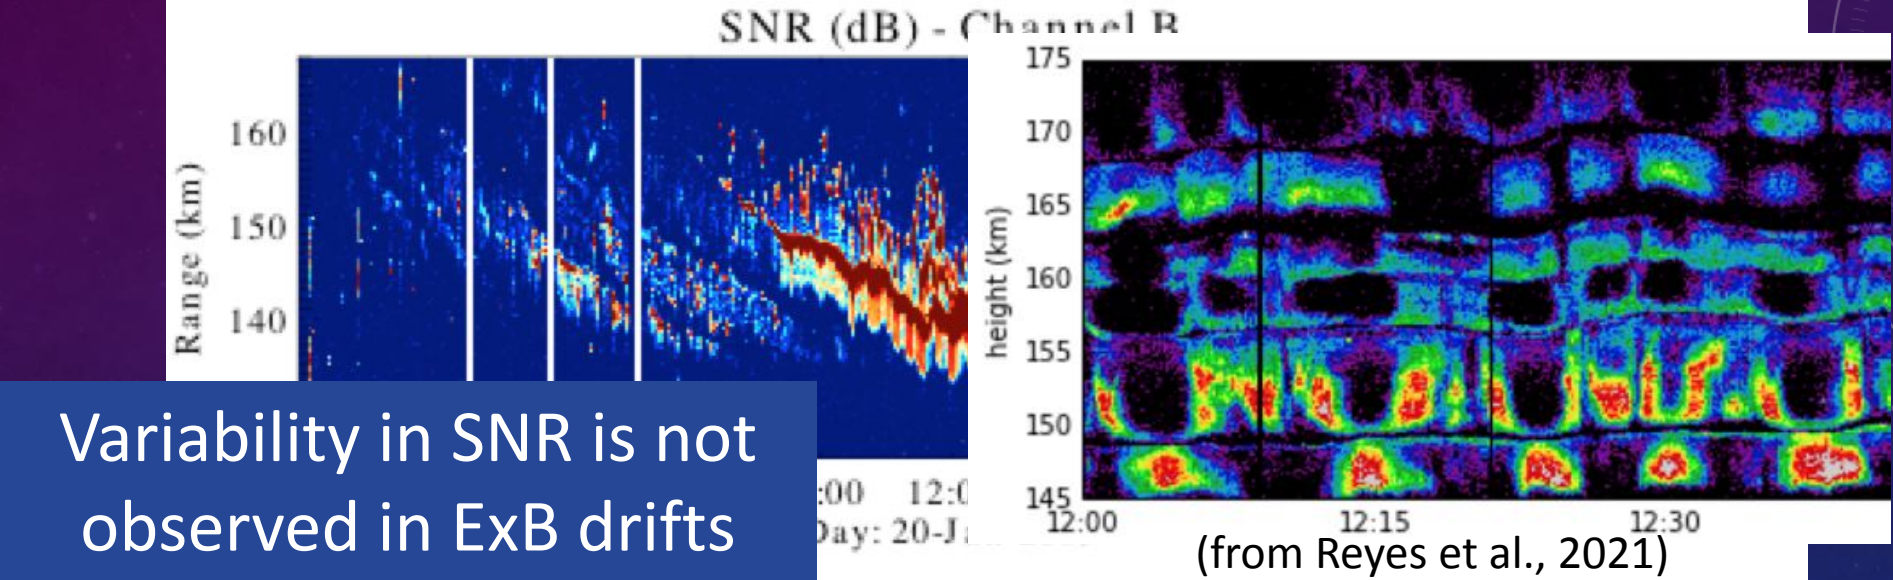 SNR (dB) - Channel B
Range (km)
160
150
140
:00 12:0
Day: 20-J
height (km)
175
170
165
160
155
150
145
12:00 12:15 12:30
(from Reyes et al., 2021)
Variability in SNR is not
observed in ExB drifts